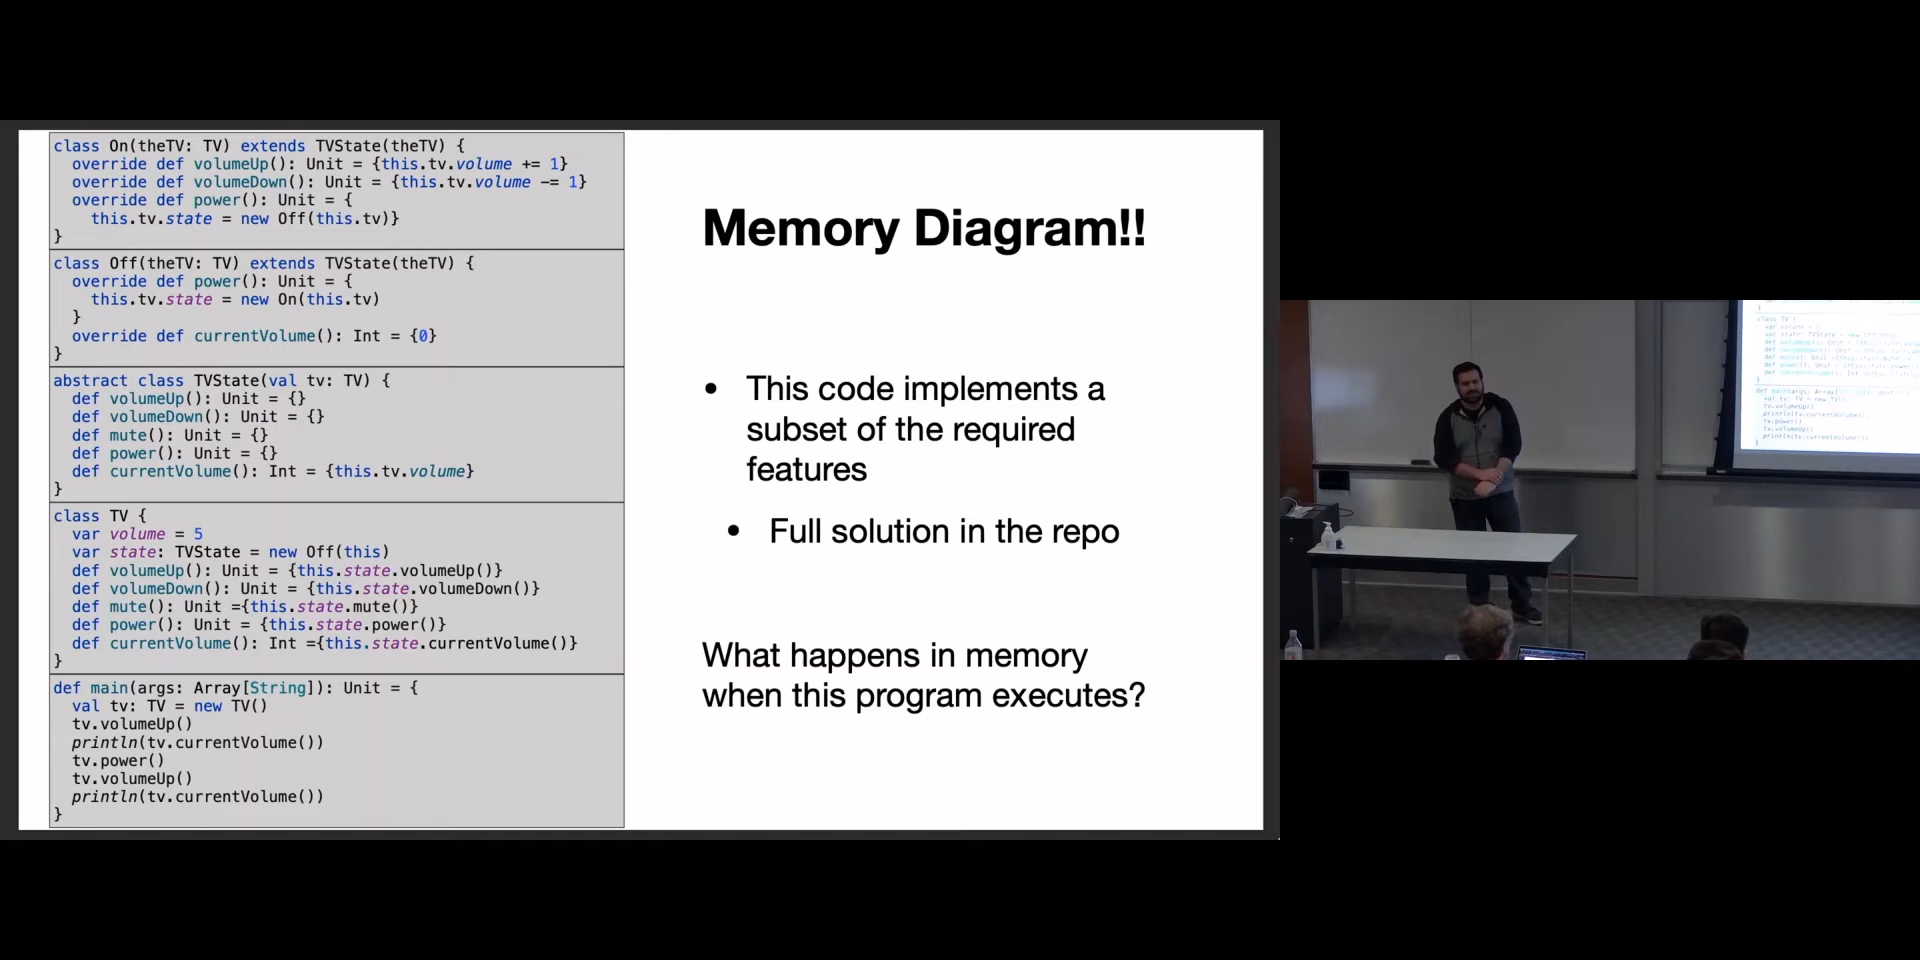 class On(theTV: TV) extends TVState(theTV) {
  override def volumeUp(): Unit = {this.tv.volume += 1}
  override def volumeDown(): Unit = {this.tv.volume -= 1}
  override def power(): Unit = {
    this.tv.state = new Off(this.tv)}
}
class Off(theTV: TV) extends TVState(theTV) {
  override def power(): Unit = {
    this.tv.state = new On(this.tv)
  }
  override def currentVolume(): Int = {0}
}
abstract class TVState(val tv: TV) {
  def volumeUp(): Unit = {}
  def volumeDown(): Unit = {}
  def mute(): Unit = {}
  def power(): Unit = {}
  def currentVolume(): Int = {this.tv.volume}
}
class TV {
  var volume = 5
  var state: TVState = new Off(this)
  def volumeUp(): Unit = {this.state.volumeUp()}
  def volumeDown(): Unit = {this.state.volumeDown()}
  def mute(): Unit ={this.state.mute()}
  def power(): Unit = {this.state.power()}
  def currentVolume(): Int ={this.state.currentVolume()}
}
def main(args: Array[String]): Unit = {
  val tv: TV = new TV()
  tv.volumeUp()
  println(tv.currentVolume())
  tv.power()
  tv.volumeUp()
  println(tv.currentVolume())
}
Memory Diagram!!
• This code implements a
subset of the required
features
• Full solution in the repo
What happens in memory
when this program executes?